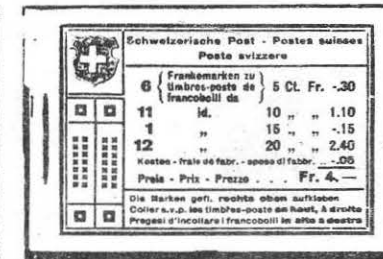 Schweizerische Post - Postes suisses
Poste svizzere
6 { Frankemarken zu timbres-poste de francobolli da } 5 Ct. Fr. -.30
11 id. 10 „ „ 1.10
1 „ 15 „ „ -.15
12 „ 20 „ „ 2.40
Kosten - frais de fabr. - spese di fabbr. ... -.05
Preis - Prix - Prezzo . . . . Fr. 4.—
Die Marken gefl. rechts oben aufkleben
Coller s.v.p. les timbres-poste en haut, à droite
Pregasi d'incollare i francobolli in alto a destra